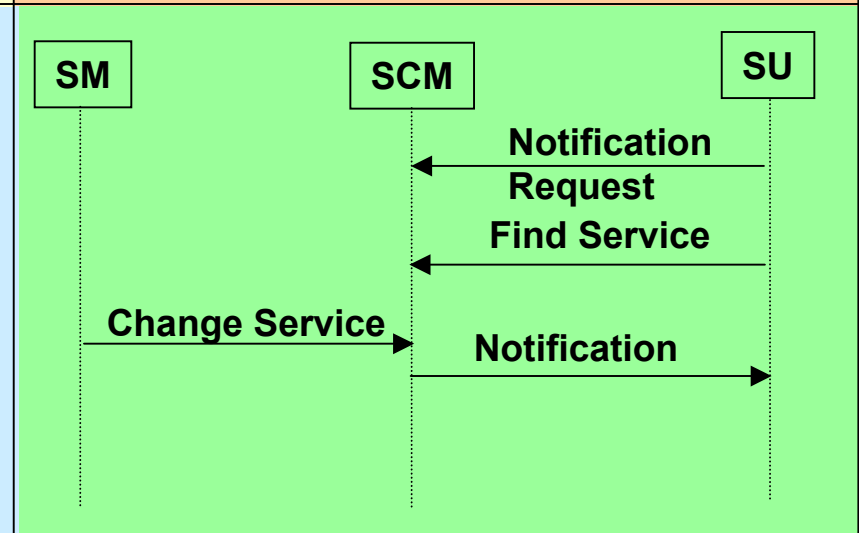 SM
SCM
SU
Notification
Request
Find Service
Change Service
Notification